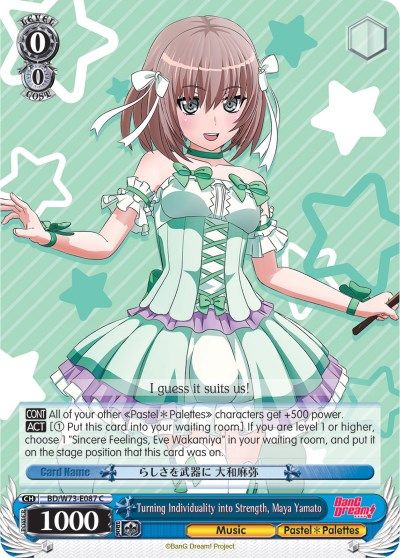 LEVEL
0
0
COST
I guess it suits us!
CONT All of your other «Pastel＊Palettes» characters get +500 power.
ACT [① Put this card into your waiting room] If you are level 1 or higher,
choose 1 "Sincere Feelings, Eve Wakamiya" in your waiting room, and put it
on the stage position that this card was on.
Card Name
らしさを武器に 大和麻弥
CH BD/W73-E087 C
Turning Individuality into Strength, Maya Yamato
BanG Dream!
POWER
1000
SOUL
Music
Pastel＊Palettes
©BanG Dream! Project